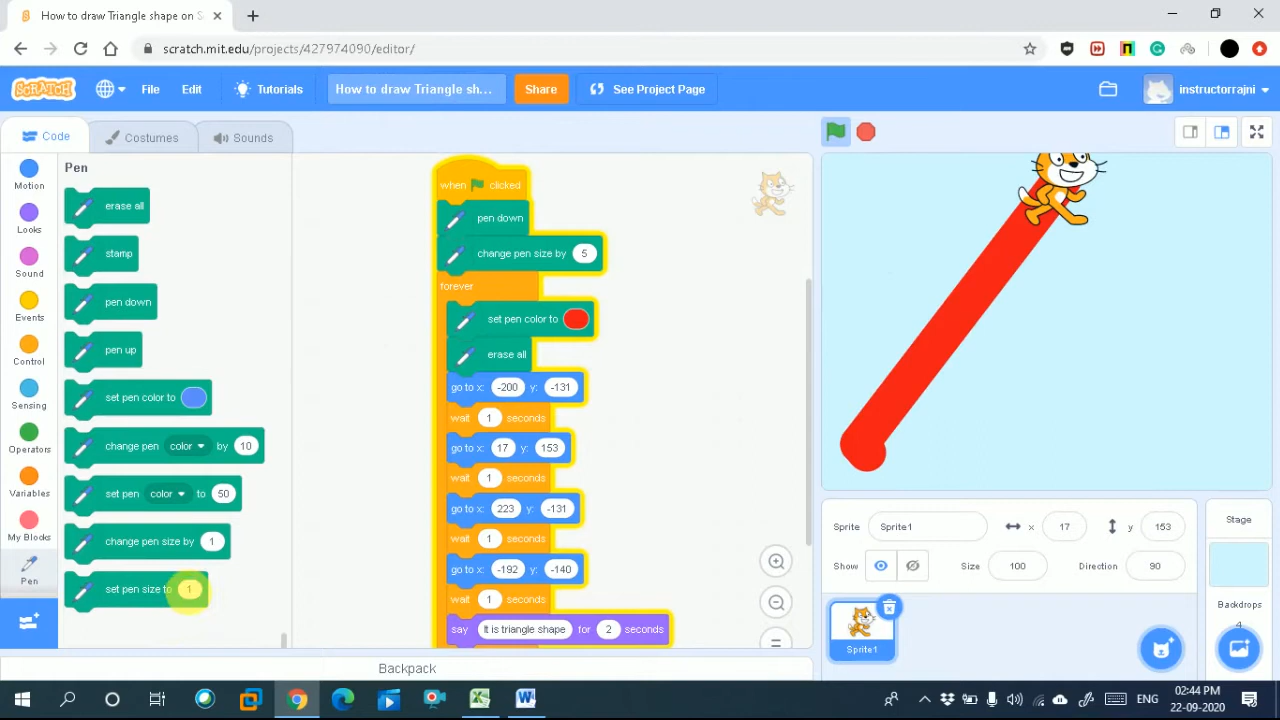 How to draw Triangle shape on S
scratch.mit.edu/projects/427974090/editor/
SCRATCH File Edit Tutorials How to draw Triangle sh... Share See Project Page instructorrajni
Code Costumes Sounds
Motion
Looks
Sound
Events
Control
Sensing
Operators
Variables
My Blocks
Pen
Pen
erase all
stamp
pen down
pen up
set pen color to
change pen color by 10
set pen color to 50
change pen size by 1
set pen size to 1
when clicked
pen down
change pen size by 5
forever
set pen color to
erase all
go to x: -200 y: -131
wait 1 seconds
go to x: 17 y: 153
wait 1 seconds
go to x: 223 y: -131
wait 1 seconds
go to x: -192 y: -140
wait 1 seconds
say It is triangle shape for 2 seconds
Sprite Sprite1 x 17 y 153
Show Size 100 Direction 90
Sprite1
Stage
Backdrops
4
Backpack
ENG
02:44 PM
22-09-2020